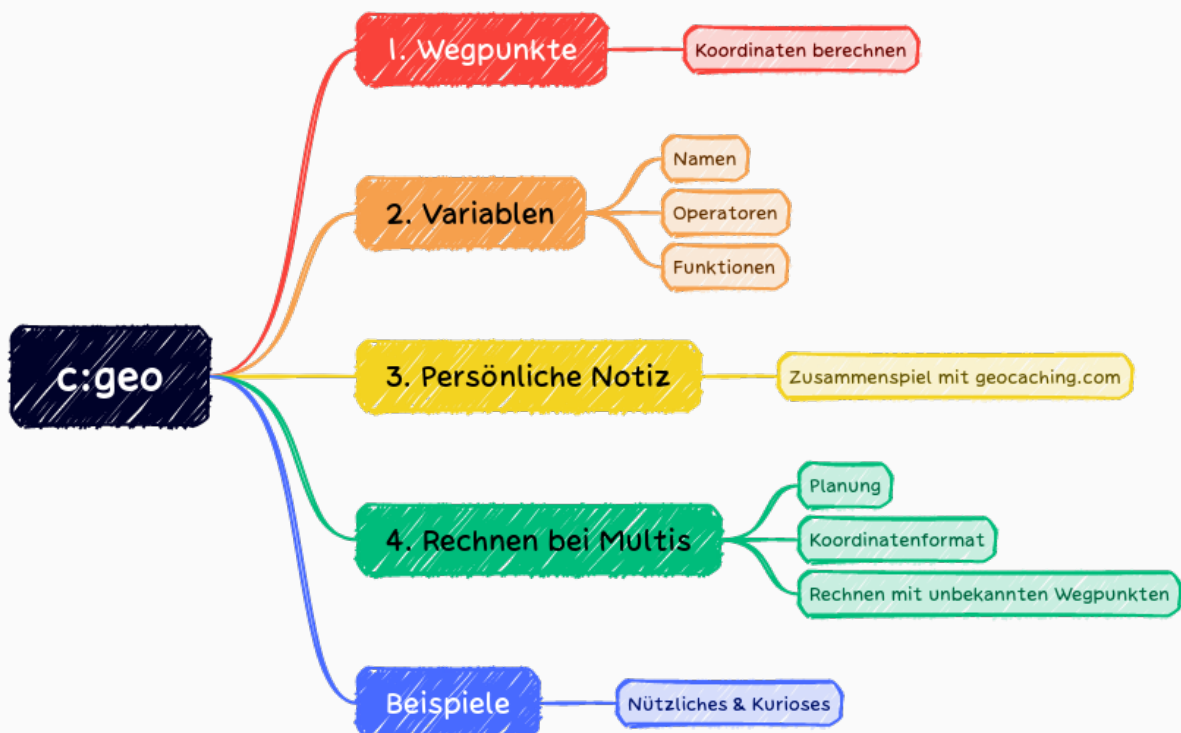 1. Wegpunkte
Koordinaten berechnen
Namen
2. Variablen
Operatoren
Funktionen
c:geo
3. Persönliche Notiz
Zusammenspiel mit geocaching.com
Planung
4. Rechnen bei Multis
Koordinatenformat
Rechnen mit unbekannten Wegpunkten
Beispiele
Nützliches & Kurioses